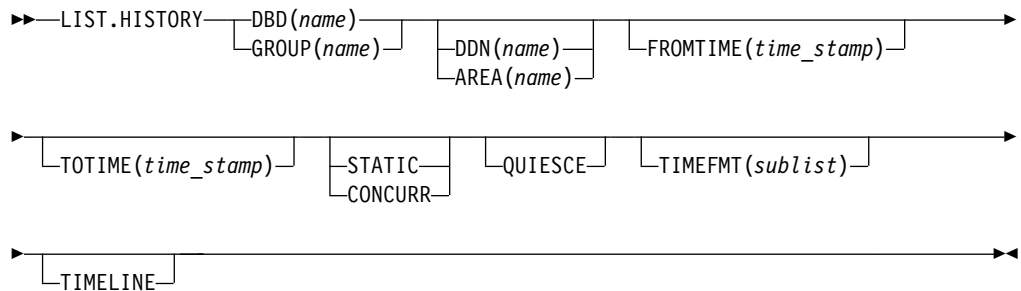 LIST.HISTORY DBD(name)
GROUP(name) DDN(name) FROMTIME(time_stamp)
AREA(name)
TOTIME(time_stamp) STATIC QUIESCE TIMEFMT(sublist)
CONCURR
TIMELINE